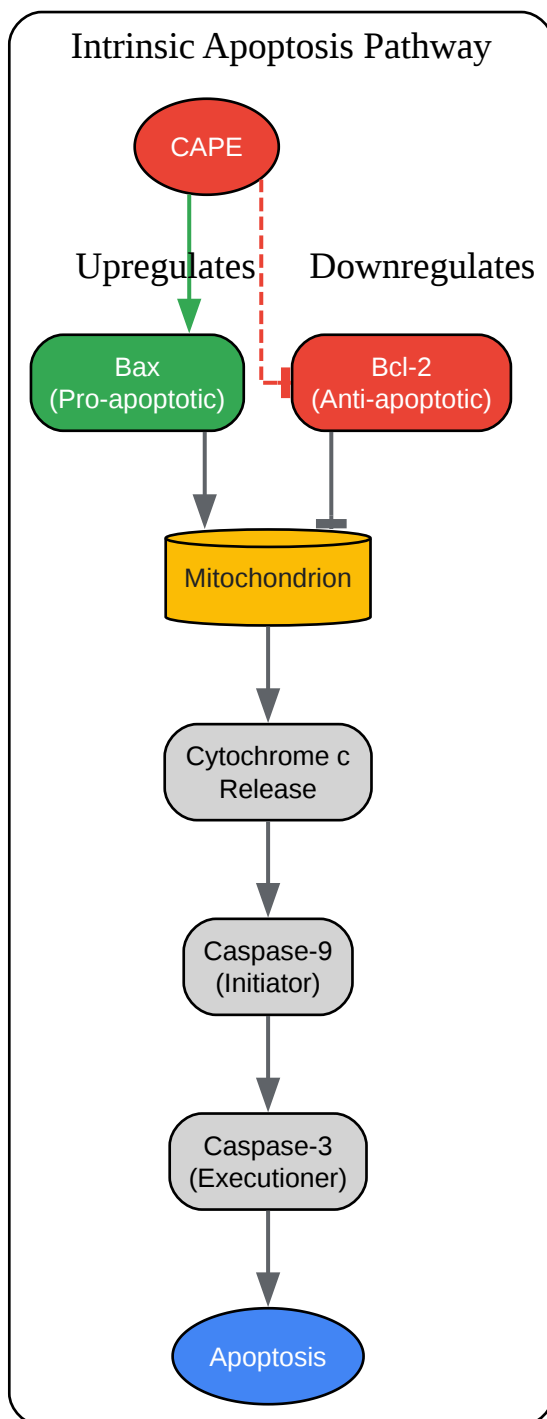 Intrinsic Apoptosis Pathway
CAPE
Upregulates
Downregulates
Bax
(Pro-apoptotic)
Bcl-2
(Anti-apoptotic)
Mitochondrion
Cytochrome c
Release
Caspase-9
(Initiator)
Caspase-3
(Executioner)
Apoptosis